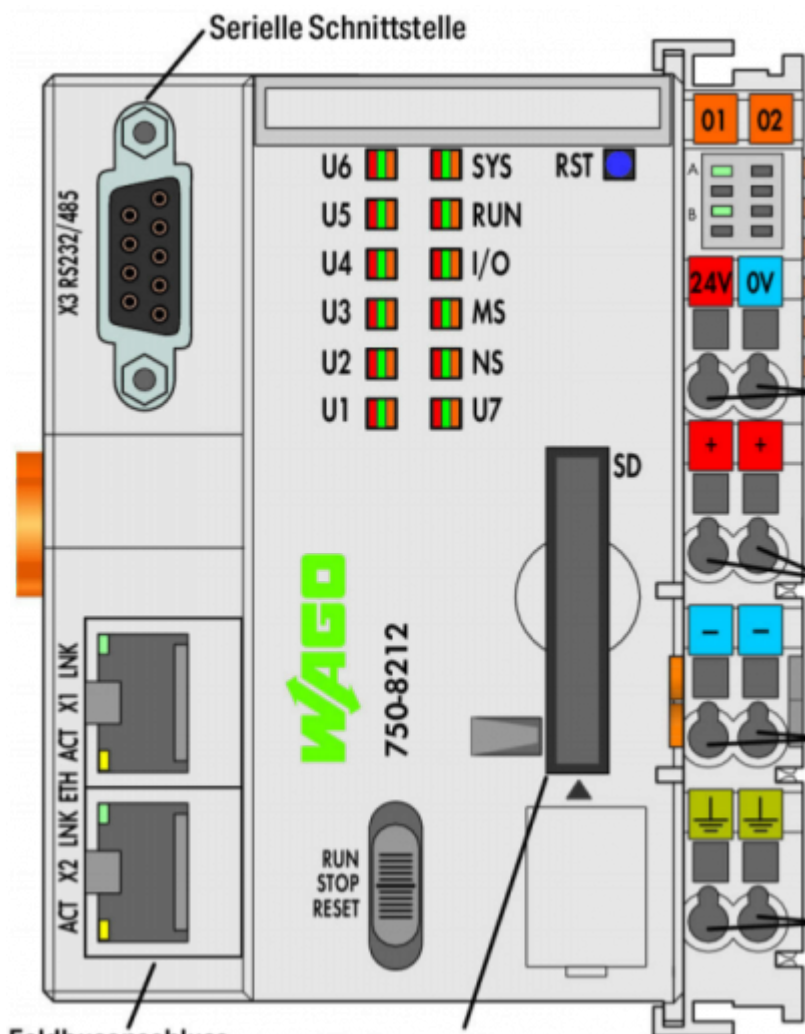 Serielle Schnittstelle
X3 RS232/485
U6 SYS RST
U5 RUN
U4 I/O
U3 MS
U2 NS
U1 U7
SD
WAGO
750-8212
ACT X1 LNK
ACT X2 LNK ETH
RUN
STOP
RESET
01 02
A
B
24V 0V
+ +
- -